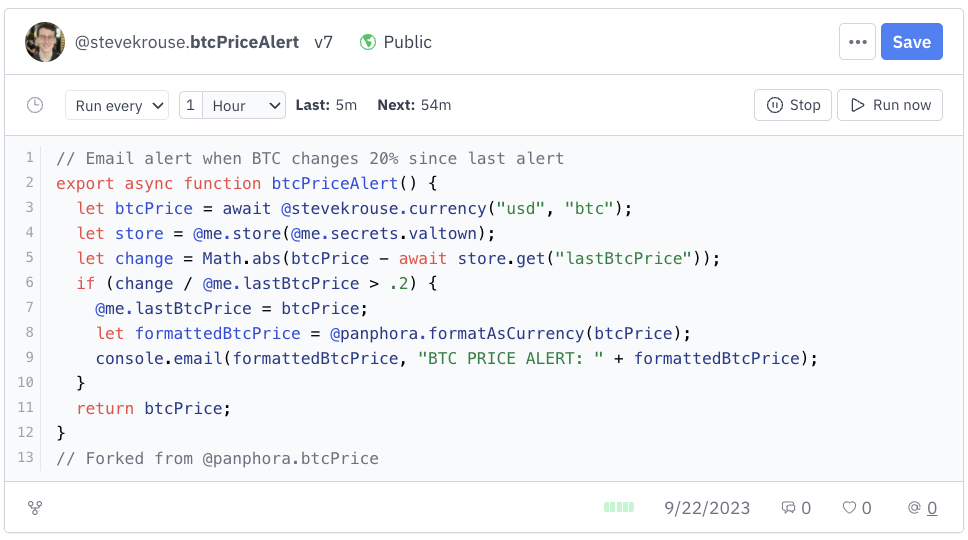 @stevekrouse.btcPriceAlert v7 Public ••• Save
Run every 1 Hour Last: 5m Next: 54m Stop Run now
1 // Email alert when BTC changes 20% since last alert
2 export async function btcPriceAlert() {
3 let btcPrice = await @stevekrouse.currency("usd", "btc");
4 let store = @me.store(@me.secrets.valtown);
5 let change = Math.abs(btcPrice - await store.get("lastBtcPrice"));
6 if (change / @me.lastBtcPrice > .2) {
7 @me.lastBtcPrice = btcPrice;
8 let formattedBtcPrice = @panphora.formatAsCurrency(btcPrice);
9 console.email(formattedBtcPrice, "BTC PRICE ALERT: " + formattedBtcPrice);
10 }
11 return btcPrice;
12 }
13 // Forked from @panphora.btcPrice
9/22/2023 0 0 @ 0